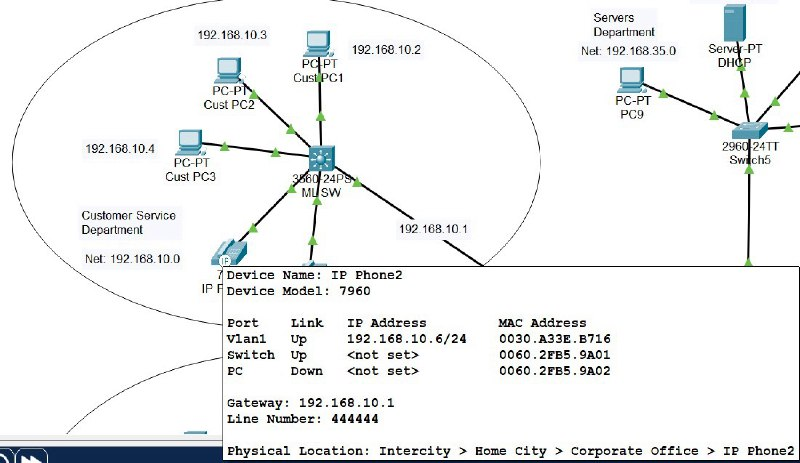 192.168.10.3
192.168.10.2
PC-PT
Cust PC1
PC-PT
Cust PC2
192.168.10.4
PC-PT
Cust PC3
3560-24PS
ML SW
Customer Service
Department
Net: 192.168.10.0
192.168.10.1
IP
7
IP
Servers
Department
Net: 192.168.35.0
Server-PT
DHCP
PC-PT
PC9
2960-24TT
Switch5
Device Name: IP Phone2
Device Model: 7960
Port Link IP Address MAC Address
Vlan1 Up 192.168.10.6/24 0030.A33E.B716
Switch Up <not set> 0060.2FB5.9A01
PC Down <not set> 0060.2FB5.9A02
Gateway: 192.168.10.1
Line Number: 444444
Physical Location: Intercity > Home City > Corporate Office > IP Phone2